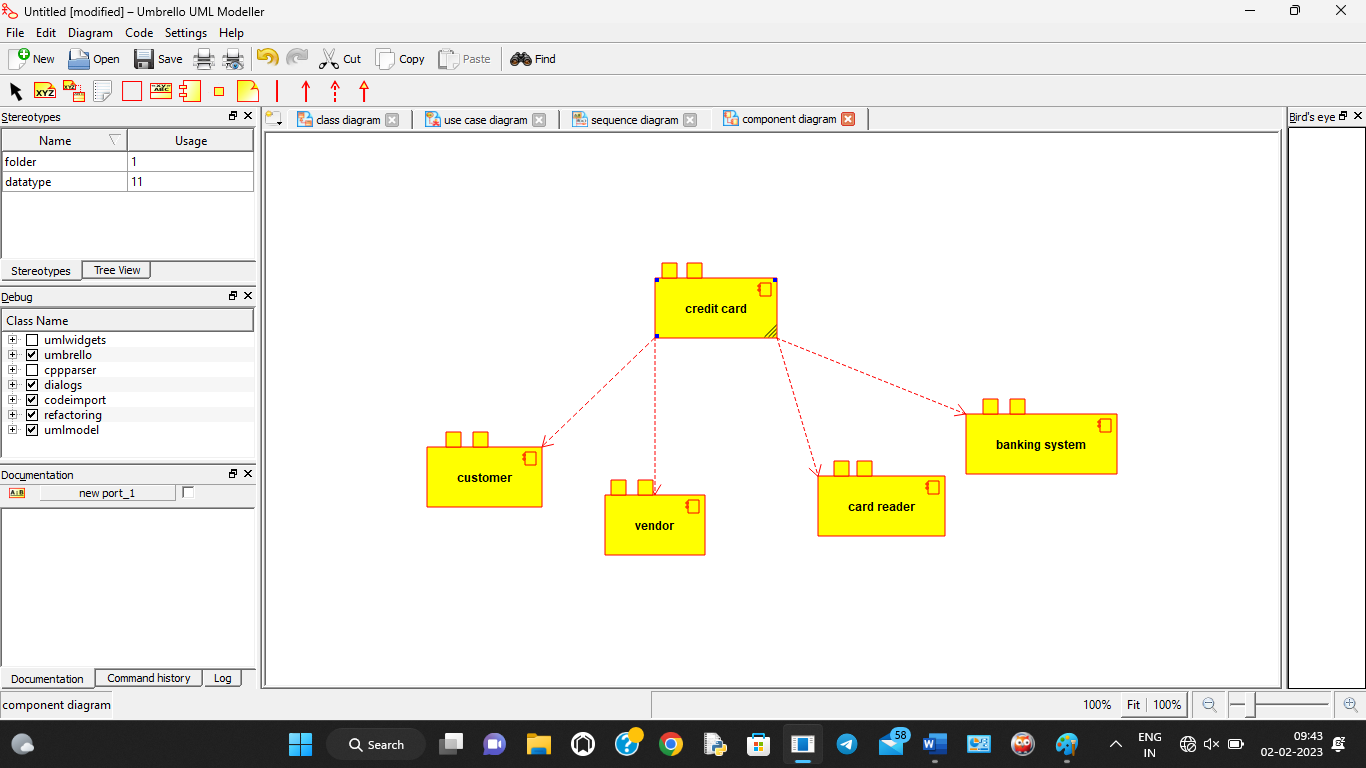 Untitled [modified] – Umbrello UML Modeller
File Edit Diagram Code Settings Help
New Open Save Cut Copy Paste Find
XYZ XYZ XY ABC
Stereotypes
Name Usage
folder 1
datatype 11
Stereotypes Tree View
Debug
Class Name
umlwidgets
umbrello
cppparser
dialogs
codeimport
refactoring
umlmodel
Documentation
A:B new port_1
Documentation Command history Log
class diagram use case diagram sequence diagram component diagram
credit card
customer
vendor
card reader
banking system
Bird's eye
component diagram
100% Fit 100%
Search
58
ENG
IN
09:43
02-02-2023